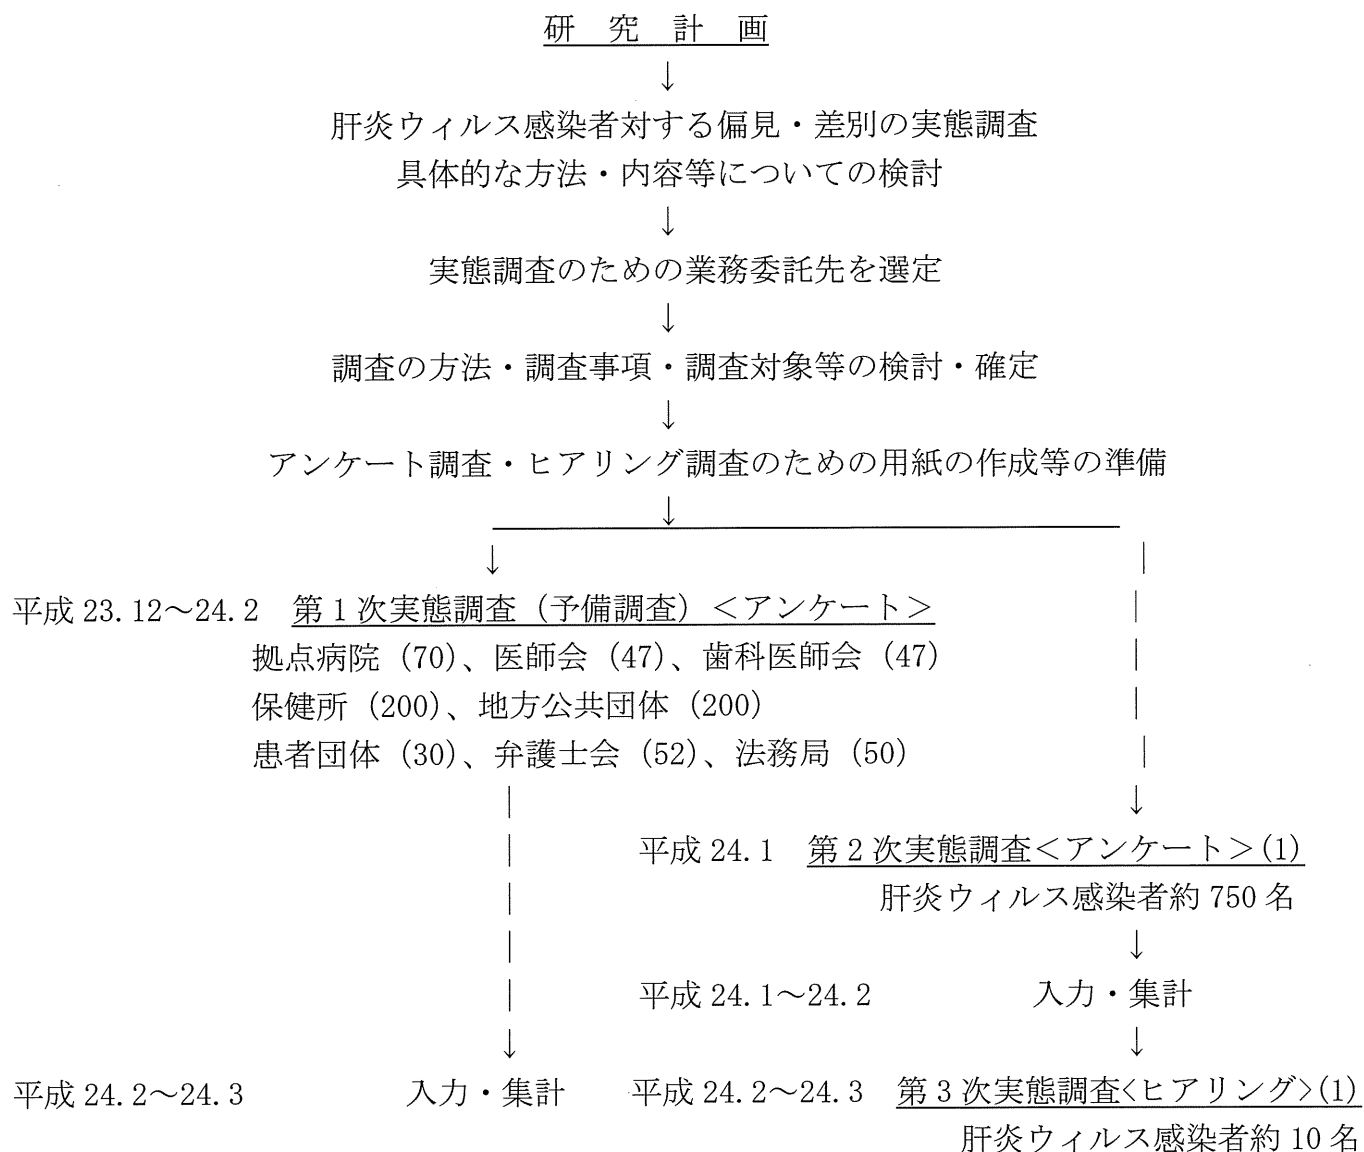 研 究 計 画
↓
肝炎ウィルス感染者対する偏見・差別の実態調査
具体的な方法・内容等についての検討
↓
実態調査のための業務委託先を選定
↓
調査の方法・調査事項・調査対象等の検討・確定
↓
アンケート調査・ヒアリング調査のための用紙の作成等の準備
↓
↓
平成 23.12～24.2 第1次実態調査(予備調査)＜アンケート＞
拠点病院(70)、医師会(47)、歯科医師会(47)
保健所(200)、地方公共団体(200)
患者団体(30)、弁護士会(52)、法務局(50)
↓
平成 24.1 第2次実態調査＜アンケート＞(1)
肝炎ウィルス感染者約 750 名
↓
平成 24.1～24.2 入力・集計
↓ ↓
平成 24.2～24.3 入力・集計 平成 24.2～24.3 第3次実態調査<ヒアリング>(1)
肝炎ウィルス感染者約 10 名